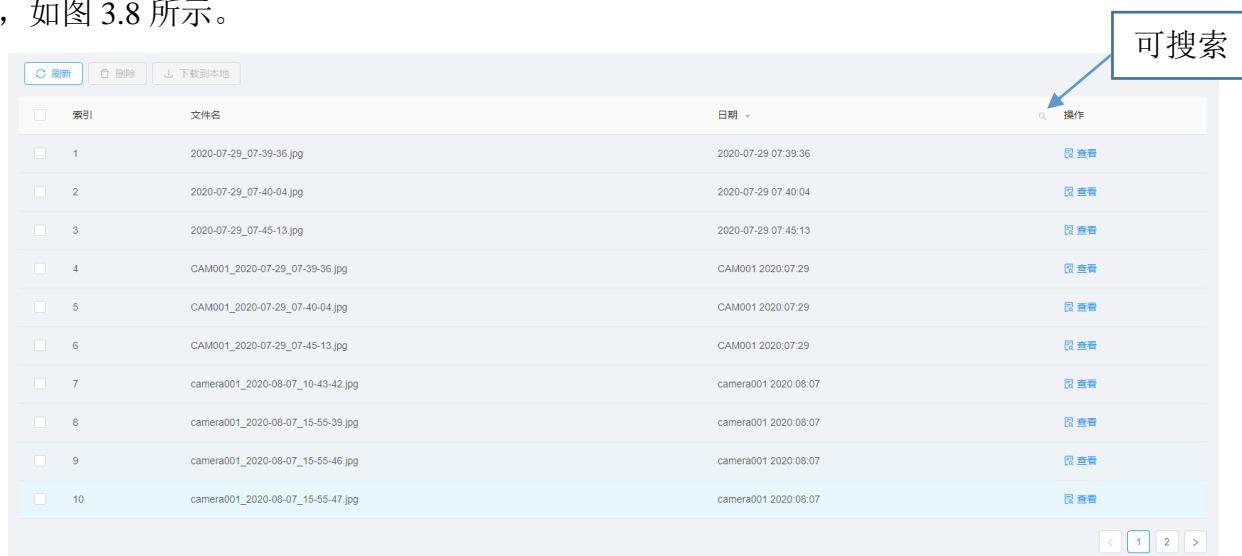 ，如图 3.8 所示。
可搜索
刷新 删除 下载到本地
索引 文件名 日期 操作
1 2020-07-29_07-39-36.jpg 2020-07-29 07:39:36 查看
2 2020-07-29_07-40-04.jpg 2020-07-29 07:40:04 查看
3 2020-07-29_07-45-13.jpg 2020-07-29 07:45:13 查看
4 CAM001_2020-07-29_07-39-36.jpg CAM001 2020:07:29 查看
5 CAM001_2020-07-29_07-40-04.jpg CAM001 2020:07:29 查看
6 CAM001_2020-07-29_07-45-13.jpg CAM001 2020:07:29 查看
7 camera001_2020-08-07_10-43-42.jpg camera001 2020:08:07 查看
8 camera001_2020-08-07_15-55-39.jpg camera001 2020:08:07 查看
9 camera001_2020-08-07_15-55-46.jpg camera001 2020:08:07 查看
10 camera001_2020-08-07_15-55-47.jpg camera001 2020:08:07 查看
< 1 2 >